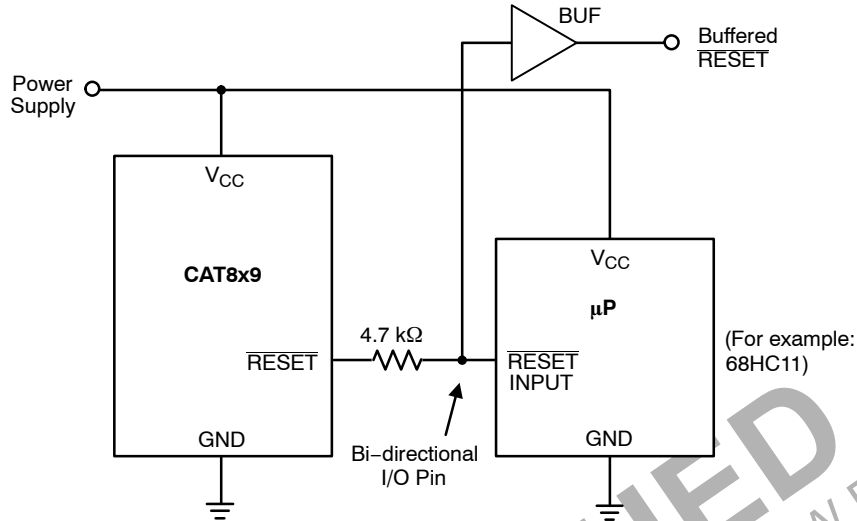 BUF
Buffered
RESET
Power
Supply
VCC
CAT8x9
RESET
GND
4.7 kΩ
Bi−directional
I/O Pin
VCC
μP
RESET
INPUT
GND
(For example:
68HC11)